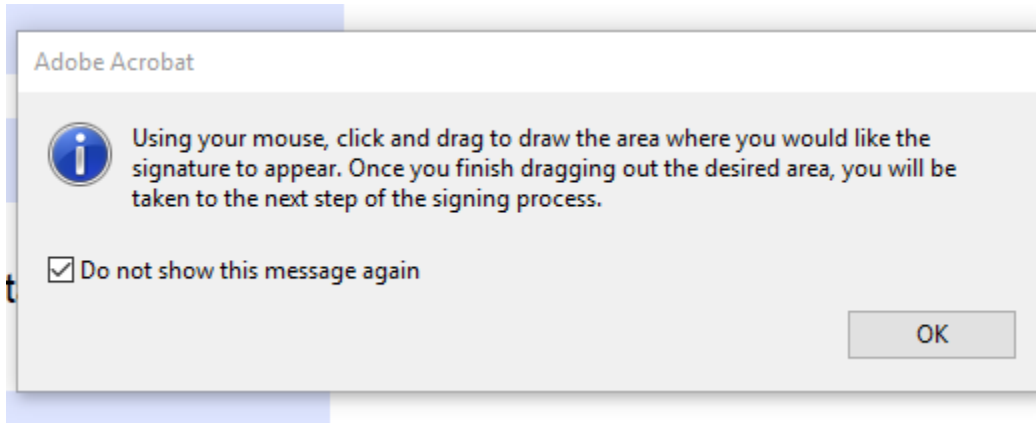 Adobe Acrobat
Using your mouse, click and drag to draw the area where you would like the
signature to appear. Once you finish dragging out the desired area, you will be
taken to the next step of the signing process.
Do not show this message again
OK